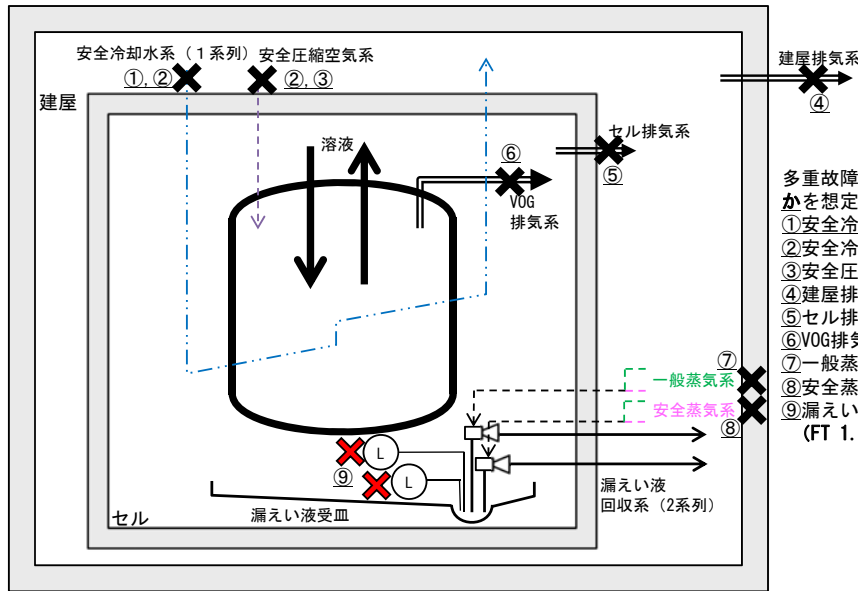 安全冷却水系（１系列）
安全圧縮空気系
①,②
②,③
建屋排気系
④
建屋
セル排気系
⑤
溶液
⑥
VOG
排気系
多重故障
かを想定
①安全冷
②安全冷
③安全圧
④建屋排
⑤セル排
⑥VOG排気
⑦一般蒸
⑧安全蒸
⑨漏えい
(FT 1.
⑦
一般蒸気系
安全蒸気系
⑧
L
⑨
L
漏えい液
回収系（2系列）
漏えい液受皿
セル